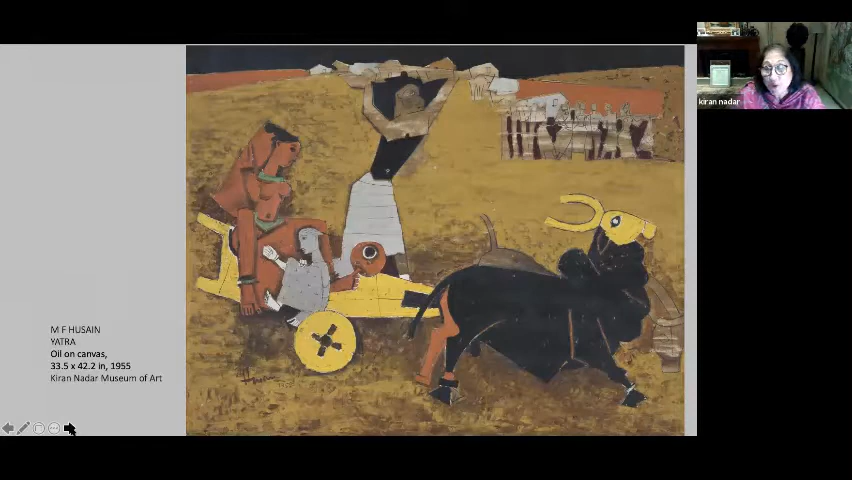 kiran nadar
M F HUSAIN
YATRA
Oil on canvas,
33.5 x 42.2 in, 1955
Kiran Nadar Museum of Art